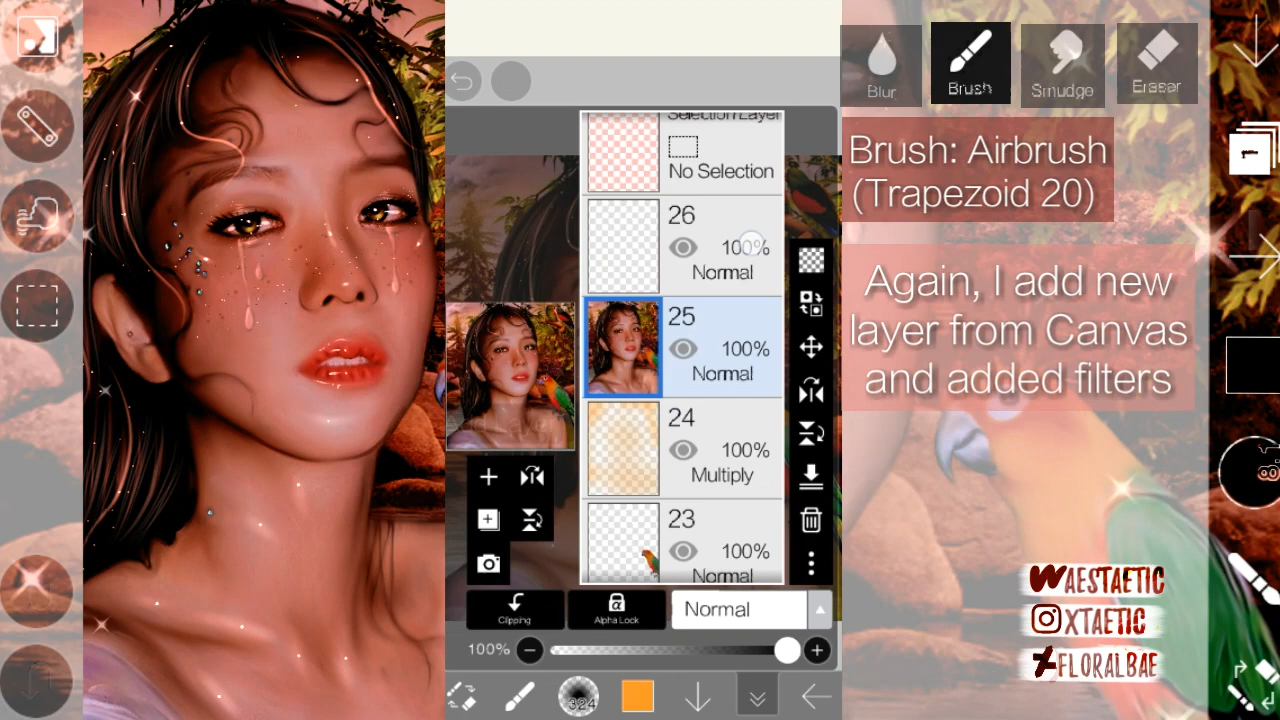 Selection Layer
No Selection
26
100%
Normal
25
100%
Normal
24
100%
Multiply
23
100%
Normal
Clipping
Alpha Lock
Normal
100%
324
Blur
Brush
Smudge
Eraser
Brush: Airbrush
(Trapezoid 20)
Again, I add new
layer from Canvas
and added filters
WAESTAETIC
XTAETIC
FLORALBAE